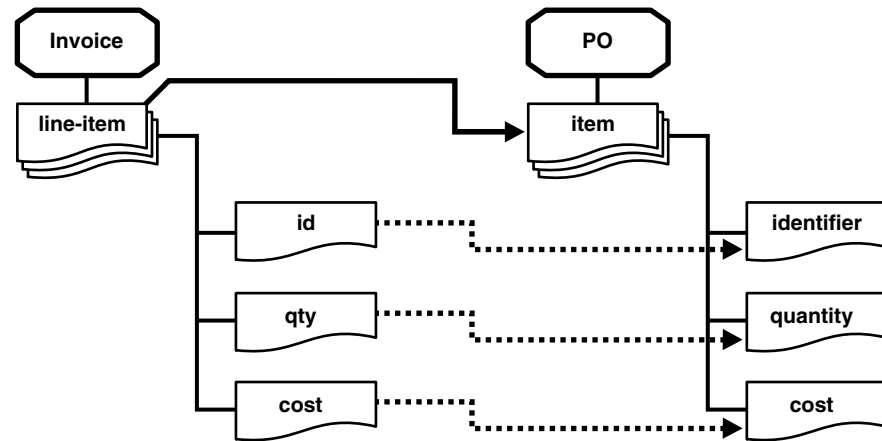 Invoice
PO
line-item
item
id
identifier
qty
quantity
cost
cost